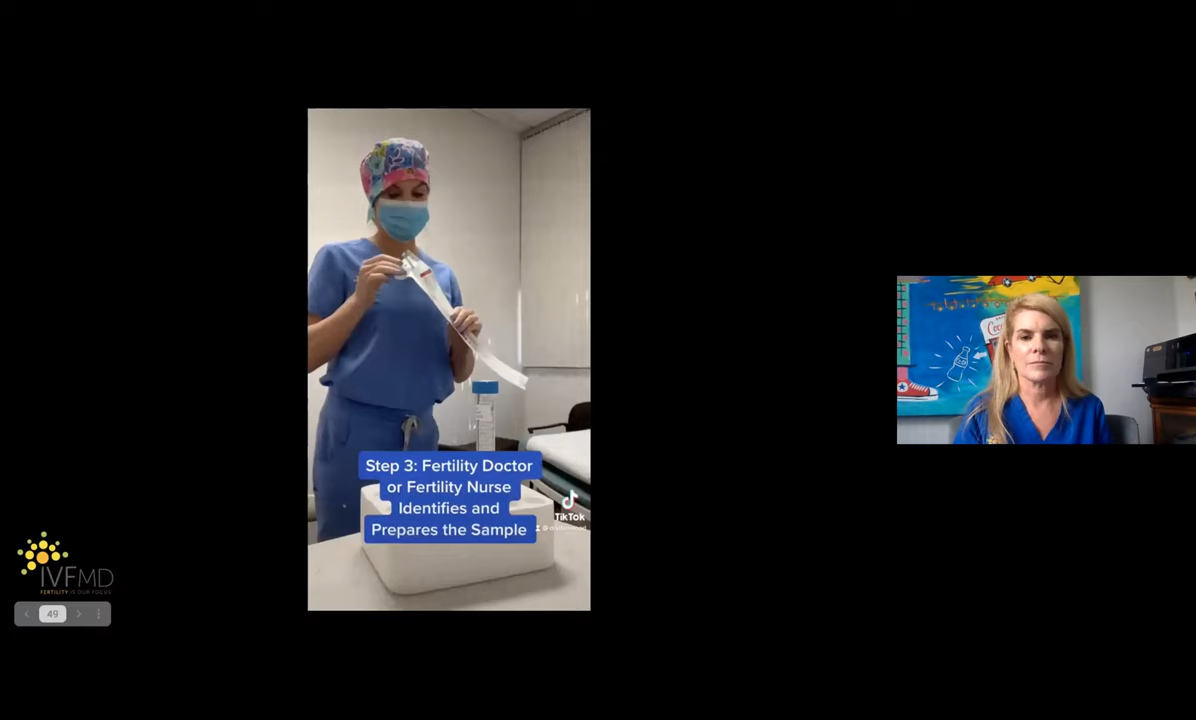 Step 3: Fertility Doctor
or Fertility Nurse
Identifies and
Prepares the Sample
TikTok
IVFMD
FERTILITY IS OUR FOCUS
49